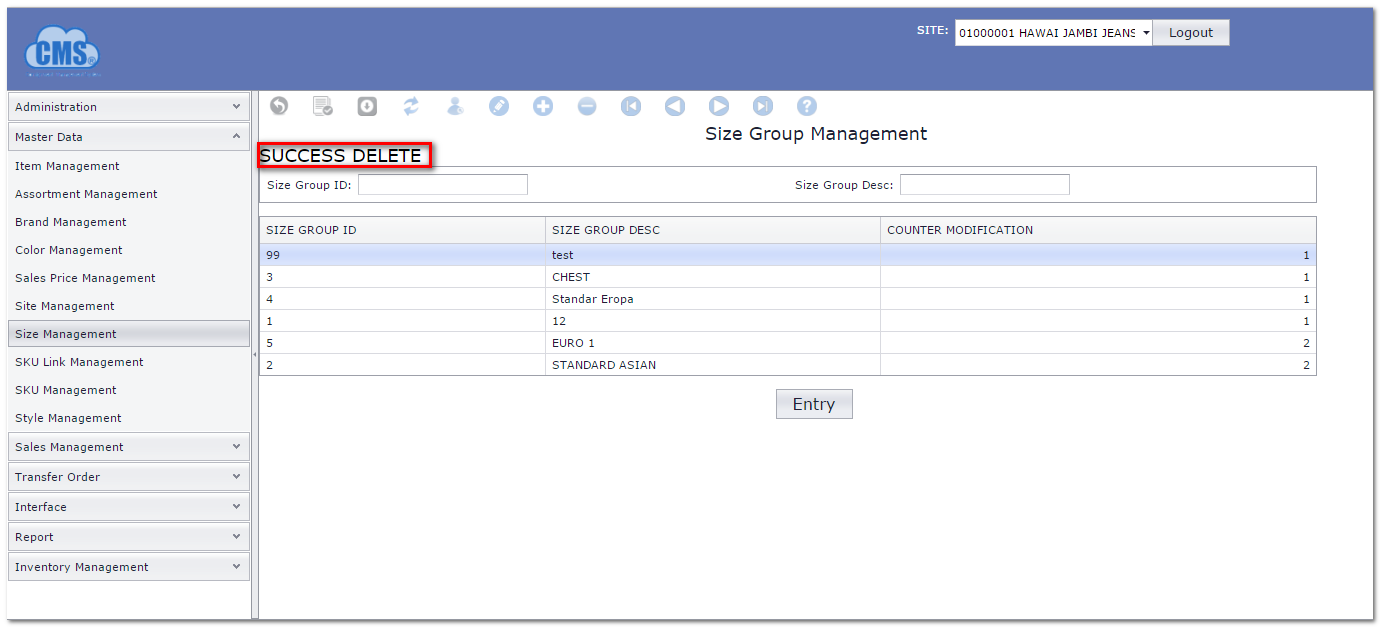 SITE: 01000001 HAWAI JAMBI JEANS Logout
CMS®
Administration
Master Data
Item Management
Assortment Management
Brand Management
Color Management
Sales Price Management
Site Management
Size Management
SKU Link Management
SKU Management
Style Management
Sales Management
Transfer Order
Interface
Report
Inventory Management
Size Group Management
SUCCESS DELETE
Size Group ID: Size Group Desc:
SIZE GROUP ID SIZE GROUP DESC COUNTER MODIFICATION
99 test 1
3 CHEST 1
4 Standar Eropa 1
1 12 1
5 EURO 1 2
2 STANDARD ASIAN 2
Entry